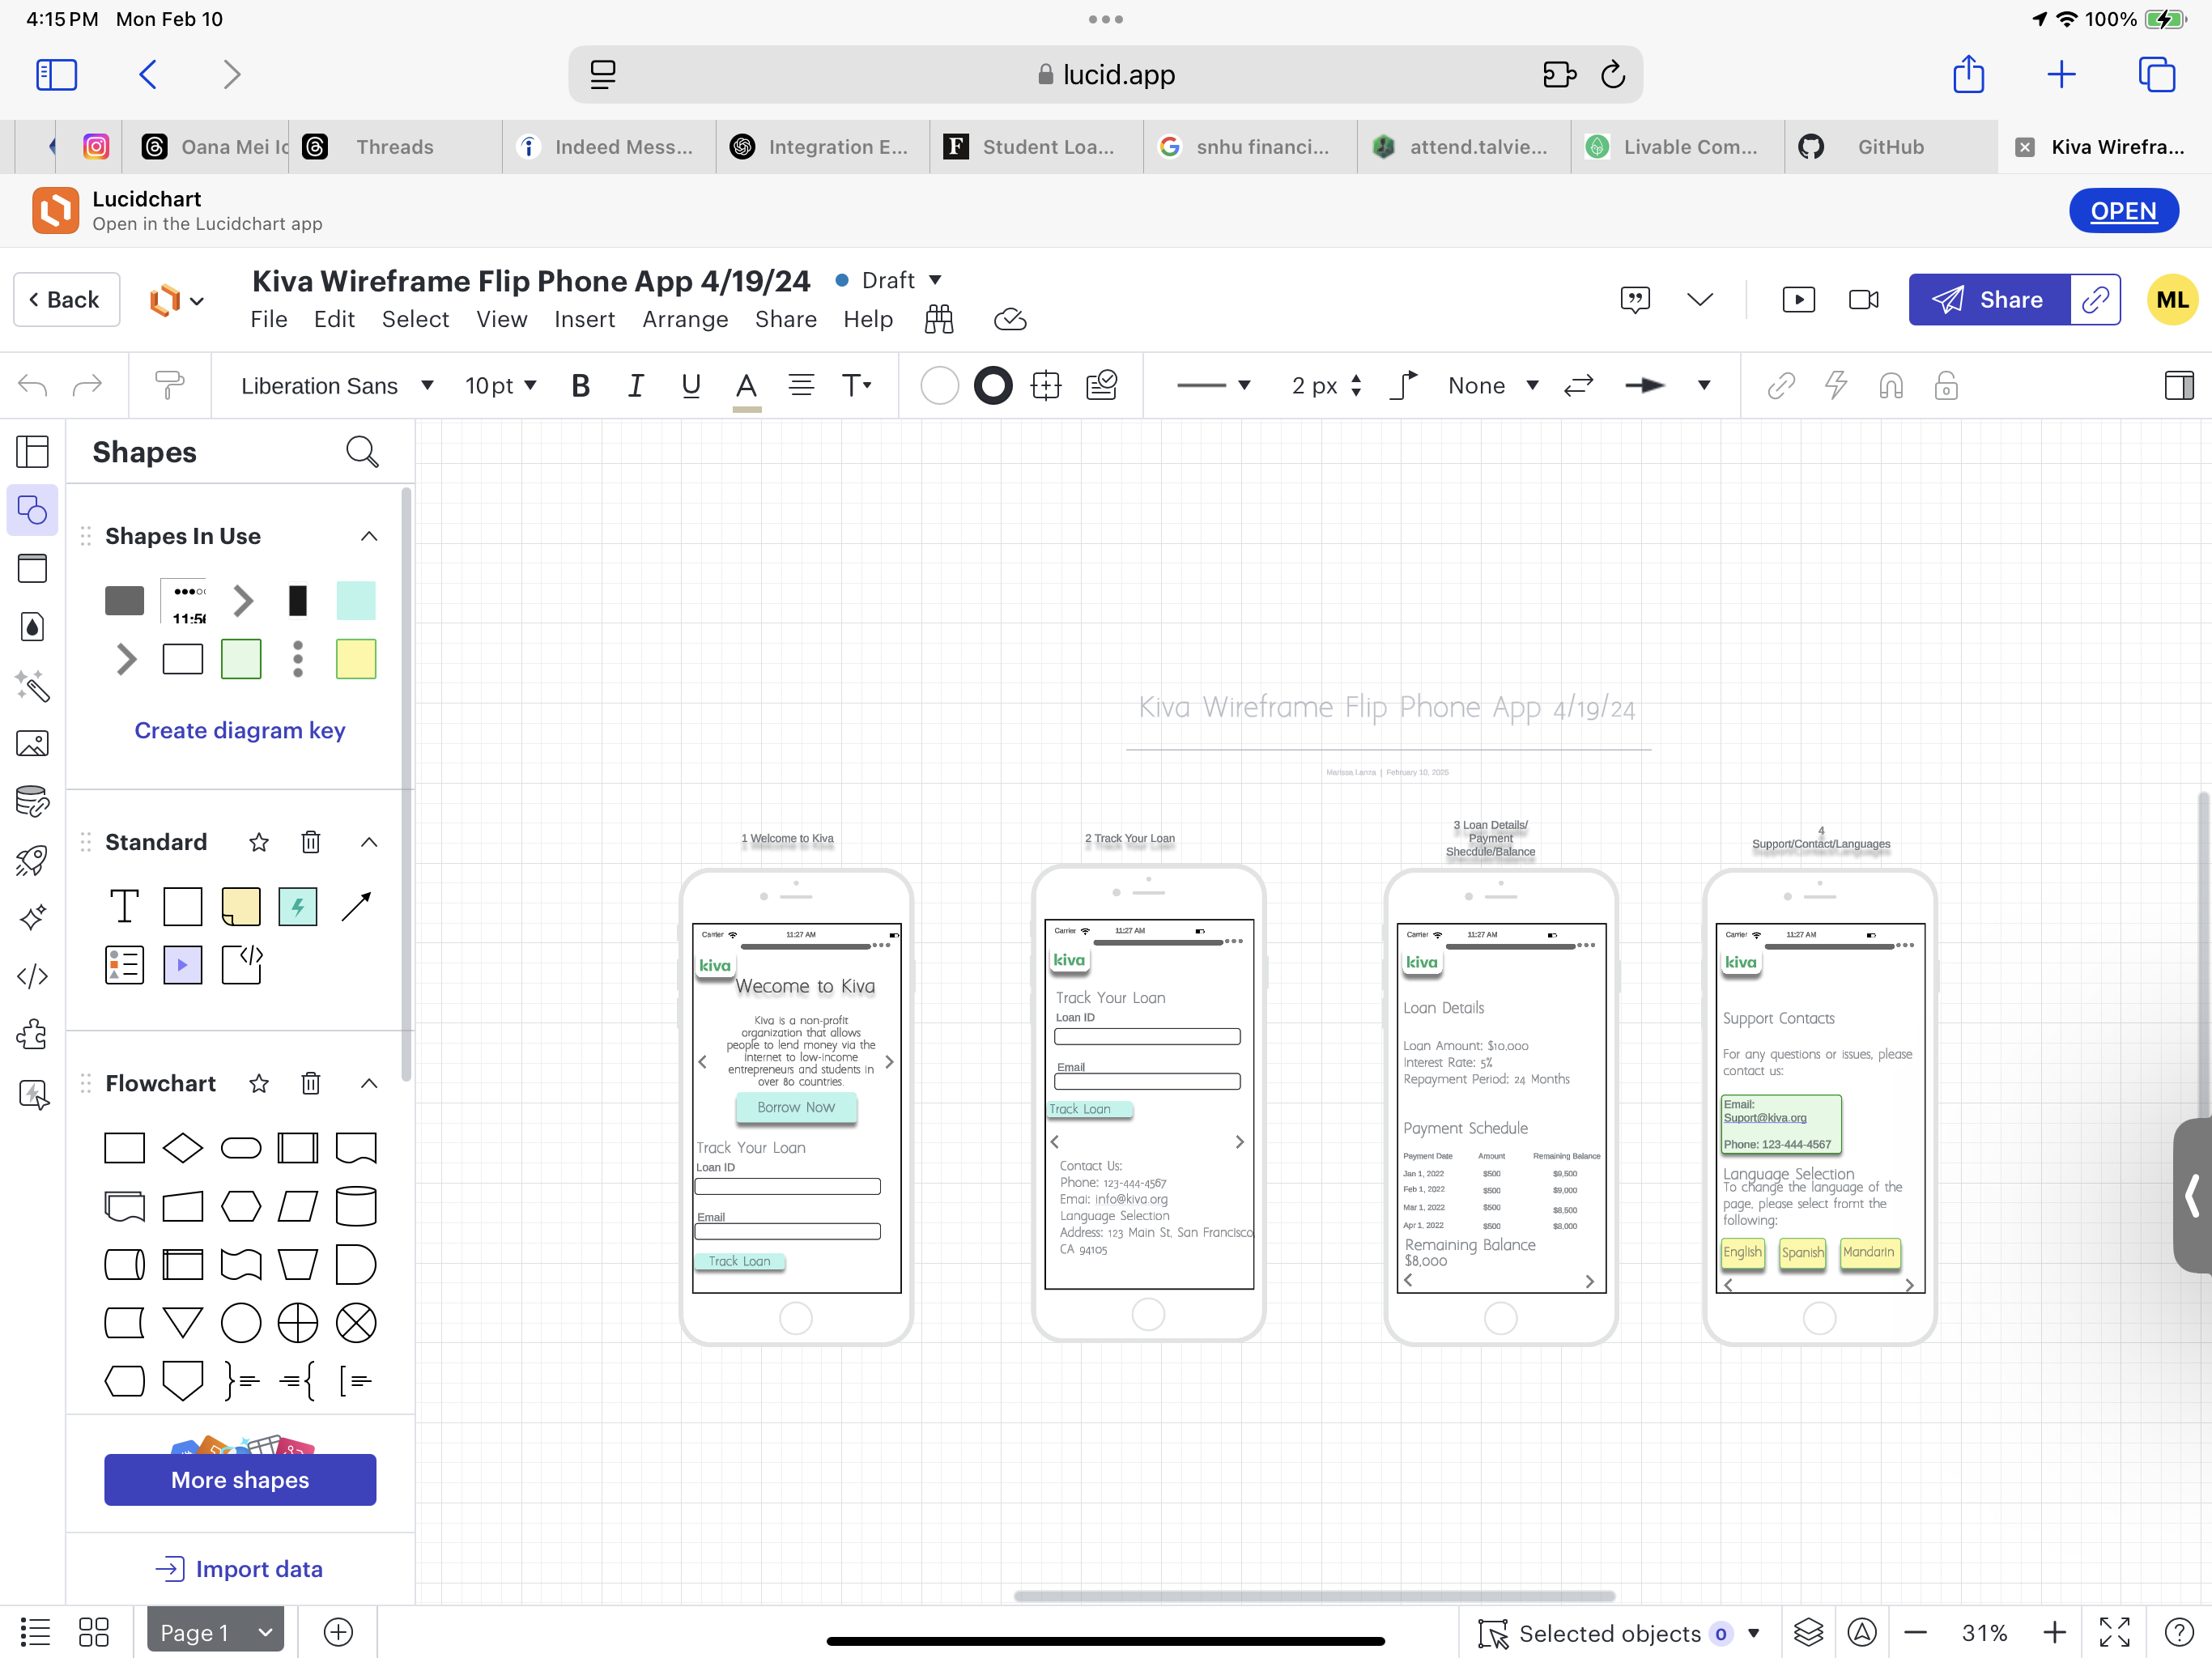 4:15 PM Mon Feb 10
100%
lucid.app
Oana Mei Ic
Threads
Indeed Mess...
Integration E...
Student Loa...
snhu financi...
attend.talvie...
Livable Com...
GitHub
Kiva Wirefra...
Lucidchart
Open in the Lucidchart app
OPEN
Back
Kiva Wireframe Flip Phone App 4/19/24
Draft
File Edit Select View Insert Arrange Share Help
Share
ML
Liberation Sans
10 pt
B I U A T
2 px
None
Shapes
Shapes In Use
11:56
Create diagram key
Standard
T
Flowchart
More shapes
Import data
Kiva Wireframe Flip Phone App 4/19/24
Marissa Lanza | February 10, 2025
1 Welcome to Kiva
Carrier
11:27 AM
kiva
Wecome to Kiva
Kiva is a non-profit
organization that allows
people to lend money via the
internet to low-income
entrepreneurs and students in
over 80 countries.
Borrow Now
Track Your Loan
Loan ID
Email
Track Loan
2 Track Your Loan
Carrier
11:27 AM
kiva
Track Your Loan
Loan ID
Email
Track Loan
Contact Us:
Phone: 123-444-4567
Emai: info@kiva.org
Language Selection
Address: 123 Main St, San Francisco
CA 94105
3 Loan Details/
Payment
Shecdule/Balance
Carrier
11:27 AM
kiva
Loan Details
Loan Amount: $10,000
Interest Rate: 5%
Repayment Period: 24 Months
Payment Schedule
Payment Date Amount Remaining Balance
Jan 1, 2022 $500 $9,500
Feb 1, 2022 $500 $9,000
Mar 1, 2022 $500 $8,500
Apr 1, 2022 $500 $8,000
Remaining Balance
$8,000
4
Support/Contact/Languages
Carrier
11:27 AM
kiva
Support Contacts
For any questions or issues, please
contact us:
Email:
Suport@kiva.org
Phone: 123-444-4567
Language Selection
To change the language of the
page, please select fromt the
following:
English
Spanish
Mandarin
Page 1
Selected objects 0
31%